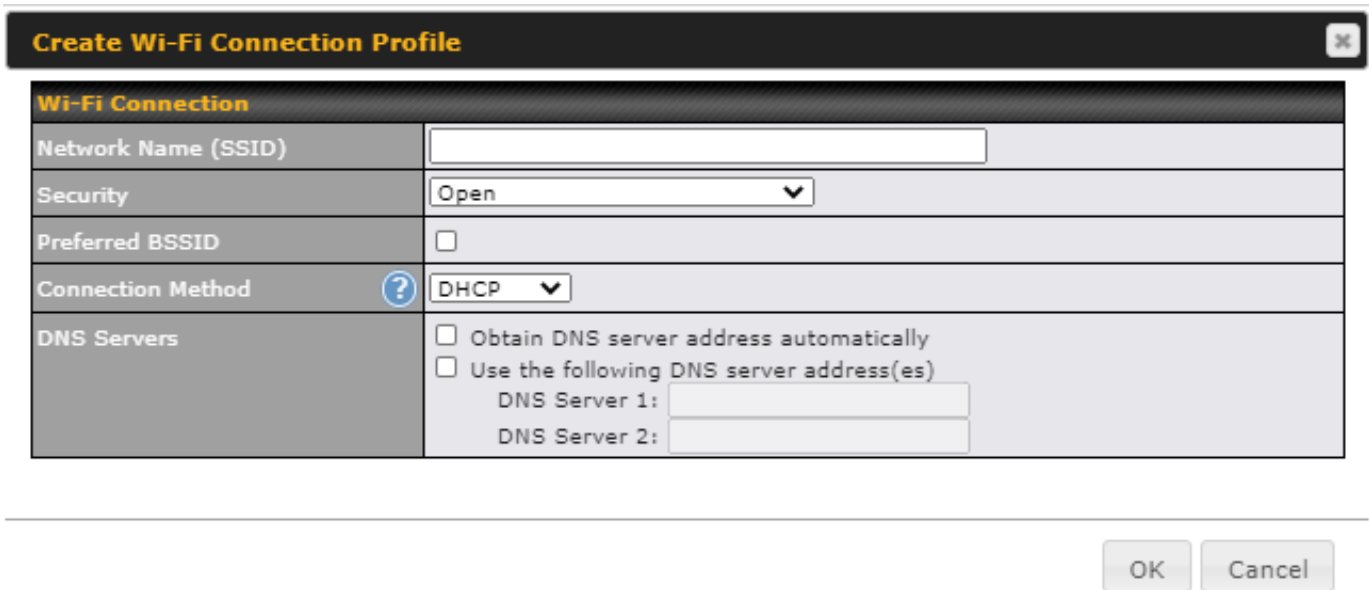 Create Wi-Fi Connection Profile
Wi-Fi Connection
Network Name (SSID)
Security
Open
Preferred BSSID
Connection Method
?
DHCP
DNS Servers
Obtain DNS server address automatically
Use the following DNS server address(es)
DNS Server 1:
DNS Server 2:
OK
Cancel